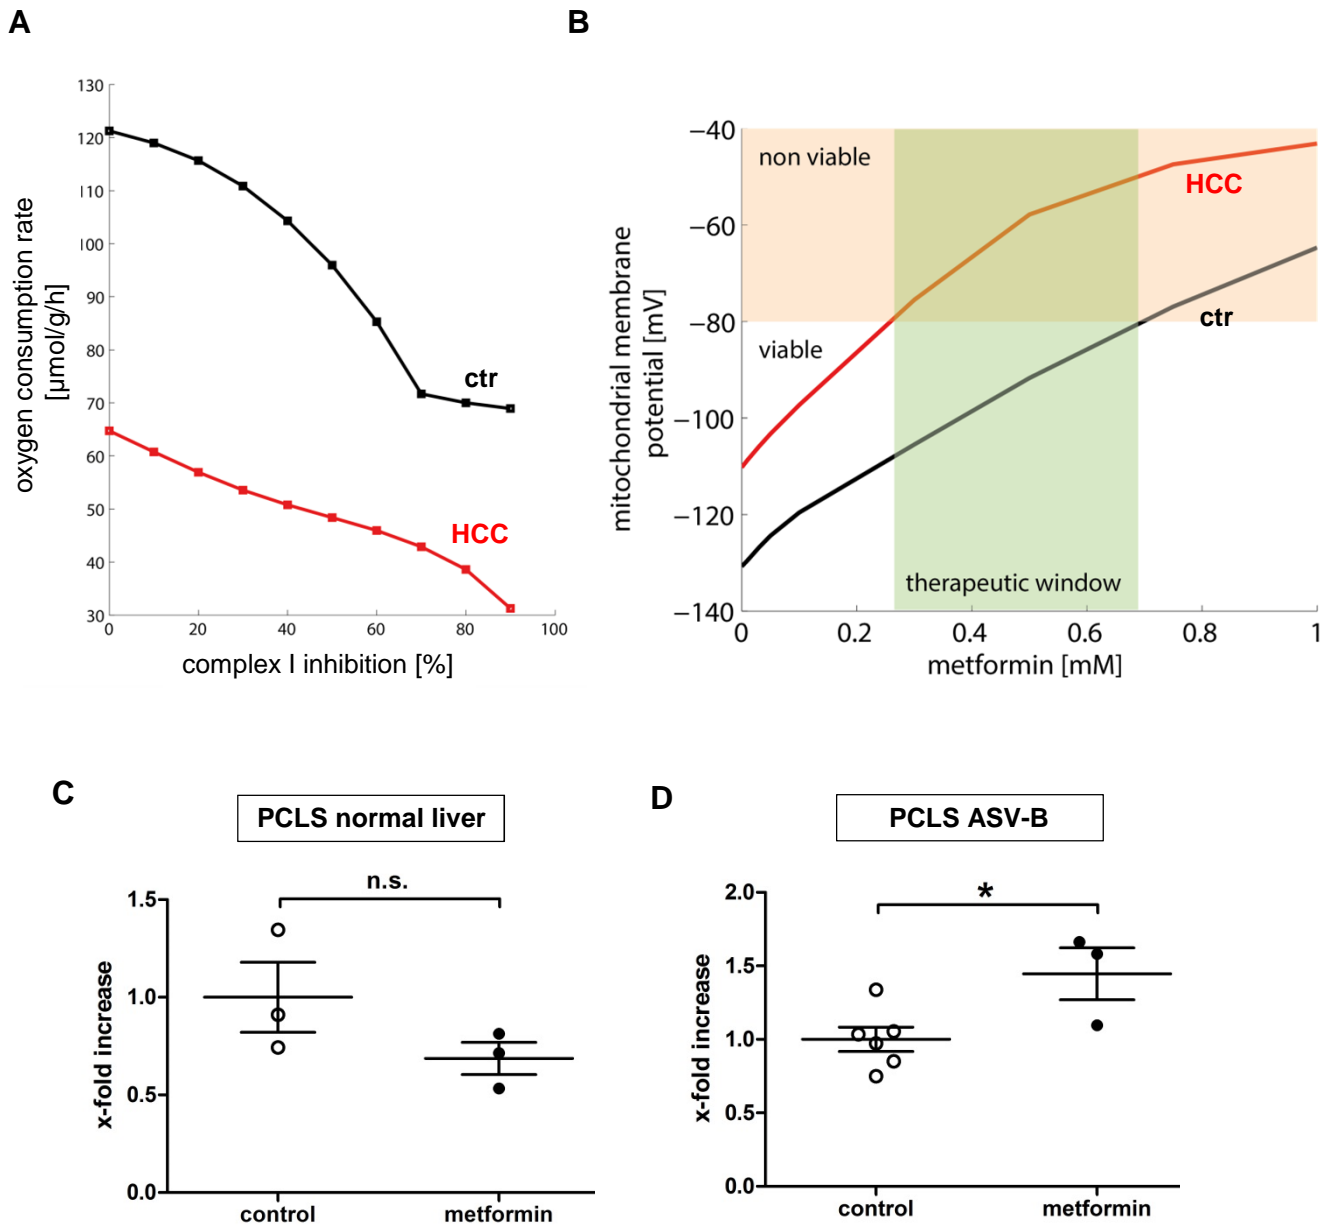 A
B
130
120
110
100
90
80
70
60
50
40
30
0
20
40
60
80
100
oxygen consumption rate
[µmol/g/h]
complex I inhibition [%]
ctr
HCC
−40
−60
−80
−100
−120
−140
0
0.2
0.4
0.6
0.8
1
mitochondrial membrane
potential [mV]
metformin [mM]
non viable
viable
HCC
ctr
therapeutic window
C
PCLS normal liver
n.s.
1.5
1.0
0.5
0.0
x-fold increase
control
metformin
D
PCLS ASV-B
*
2.0
1.5
1.0
0.5
0.0
x-fold increase
control
metformin